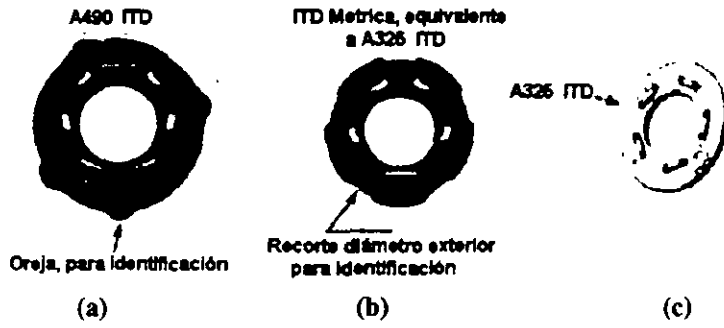 A490 ITD
ITD Metrica, equivalente
a A325 ITD
A325 ITD
Oreja, para identificación
Recorte diámetro exterior
para identificación
(a)
(b)
(c)